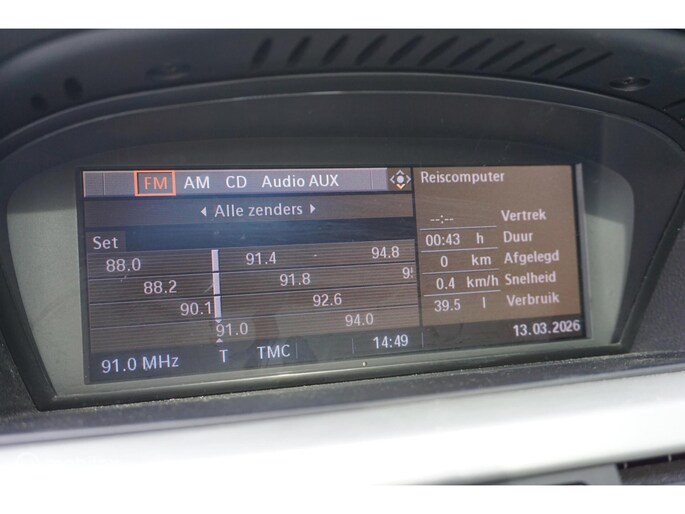 FM AM CD Audio AUX
Alle zenders
Set
88.0 91.4 94.8
88.2 91.8
90.1 92.6
91.0 94.0
91.0 MHz T TMC 14:49
Reiscomputer
--:-- Vertrek
00:43 h Duur
0 km Afgelegd
0.4 km/h Snelheid
39.5 l Verbruik
13.03.2026